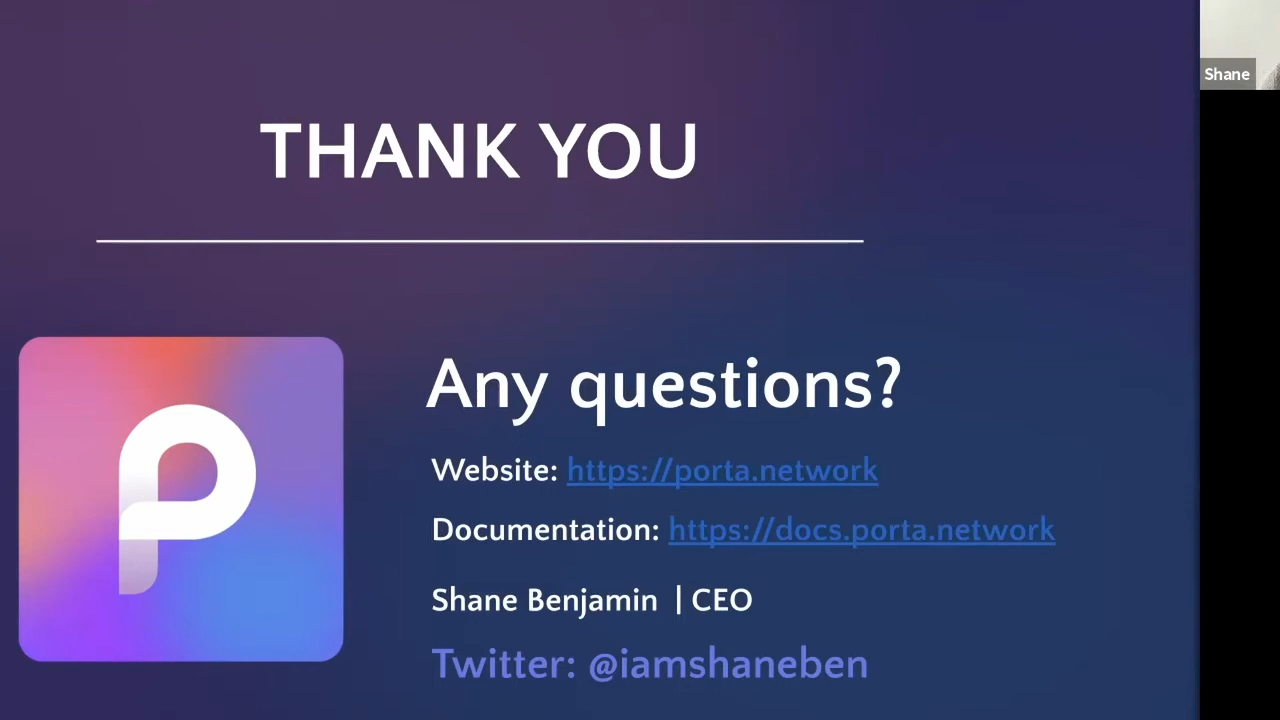 THANK YOU
Any questions?
Website: https://porta.network
Documentation: https://docs.porta.network
Shane Benjamin | CEO
Twitter: @iamshaneben
Shane